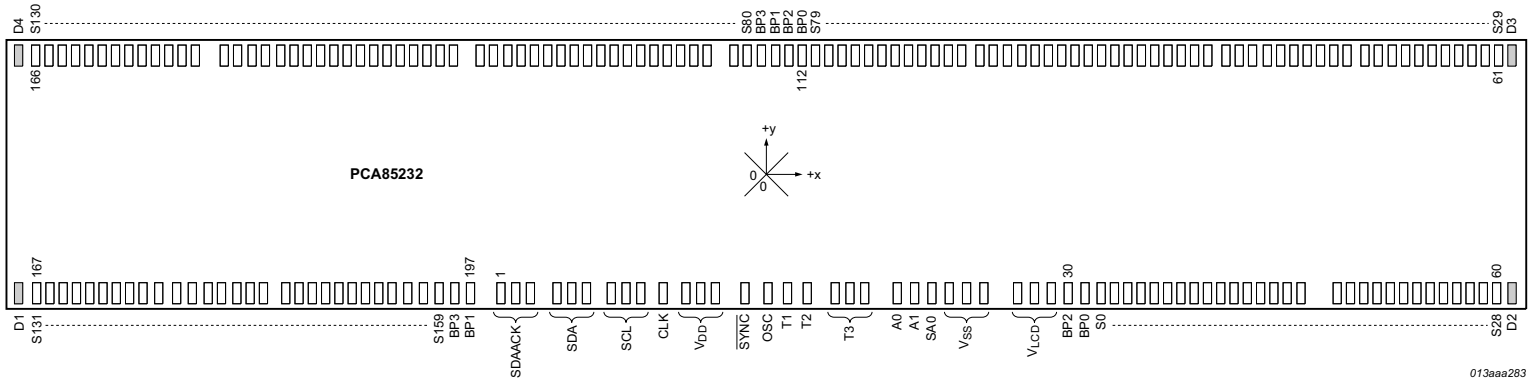 D4
S130
S80
BP3
BP1
BP2
BP0
S79
S29
D3
166
112
61
+y
PCA85232
0
+x
0
167
197
1
30
60
D1
S131
S159
BP3
BP1
SDAACK
SDA
SCL
CLK
VDD
SYNC
OSC
T1
T2
T3
A0
A1
SA0
VSS
VLCD
BP2
BP0
S0
S28
D2
013aaa283